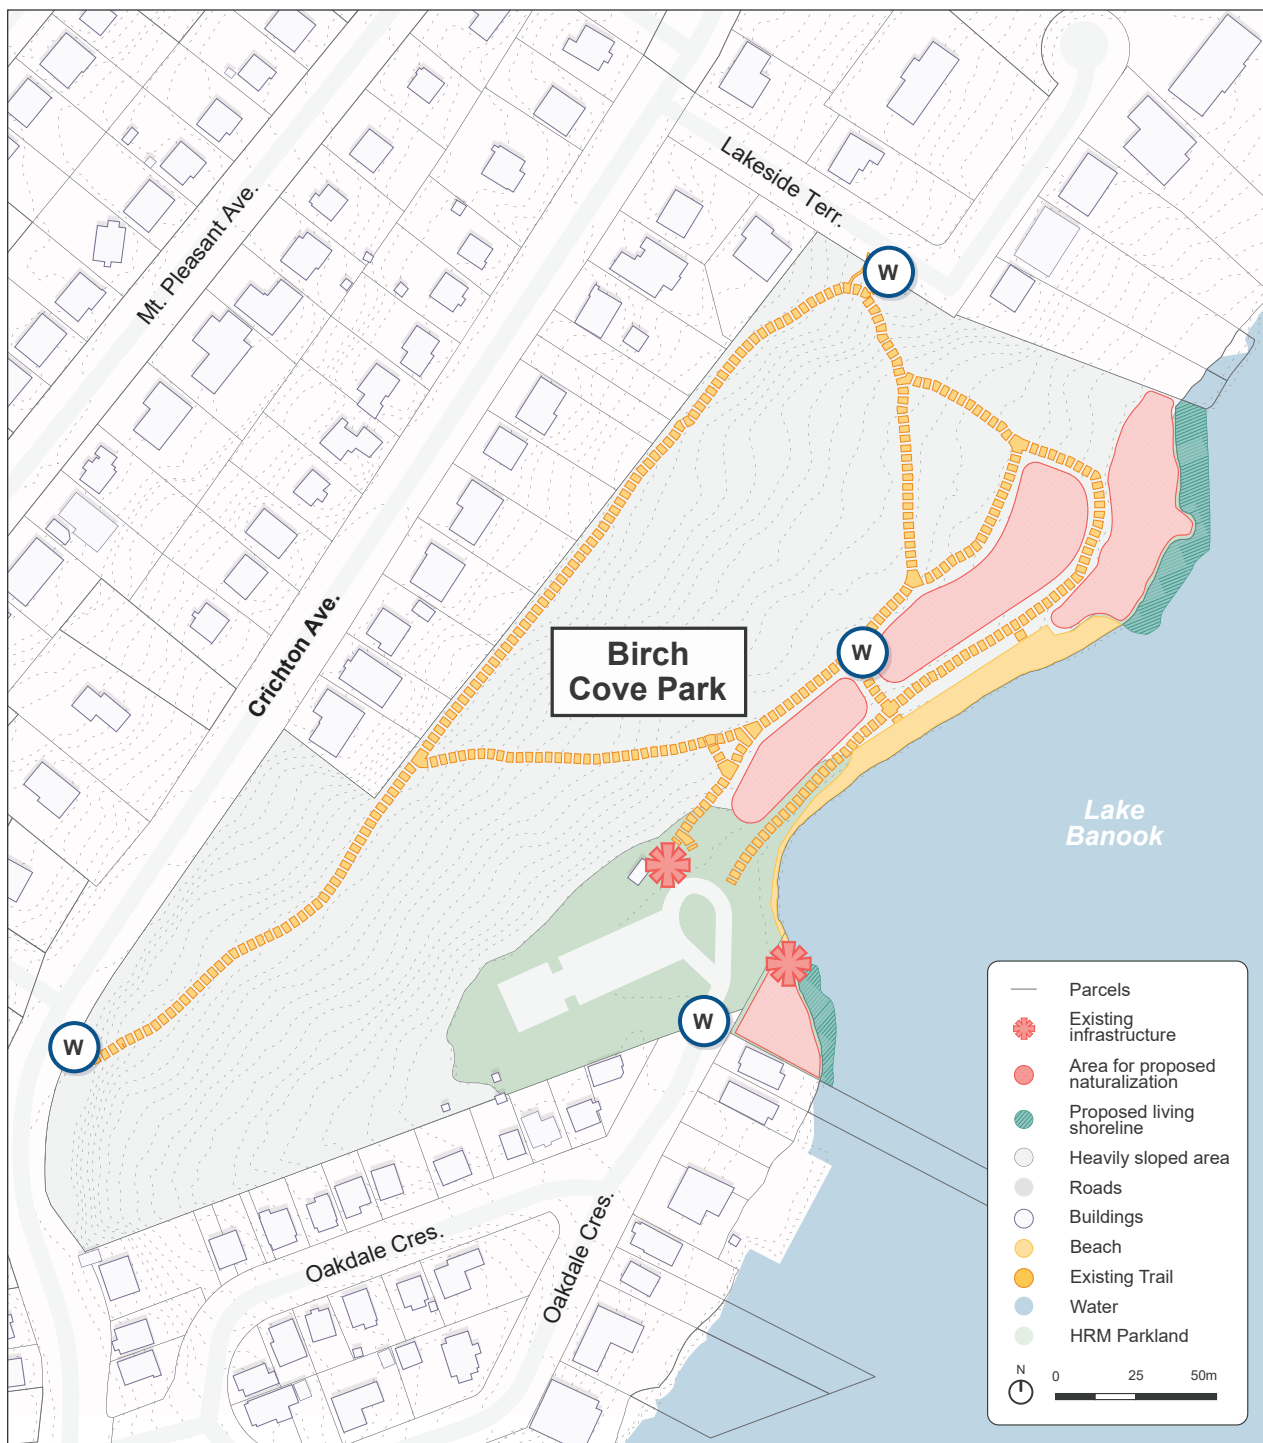 Lakeside Terr.
Mt. Pleasant Ave.
W
Crichton Ave.
Birch
Cove Park
W
Lake
Banook
W
W
Oakdale Cres.
Oakdale Cres.
Parcels
Existing
infrastructure
Area for proposed
naturalization
Proposed living
shoreline
Heavily sloped area
Roads
Buildings
Beach
Existing Trail
Water
HRM Parkland
N
0 25 50m